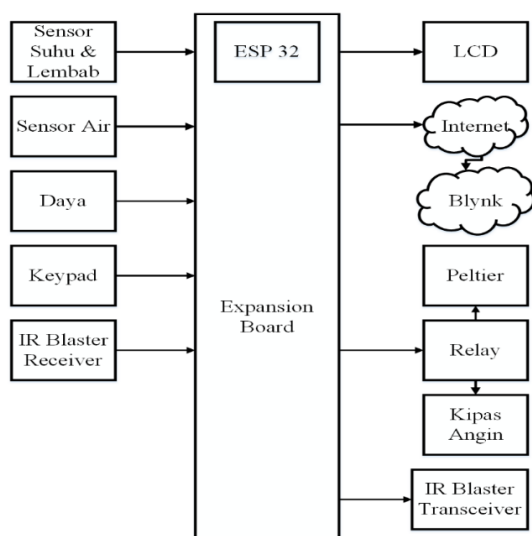 Sensor
Suhu &
Lembab
Sensor Air
Daya
Keypad
IR Blaster
Receiver
ESP 32
Expansion
Board
LCD
Internet
Blynk
Peltier
Relay
Kipas
Angin
IR Blaster
Transceiver